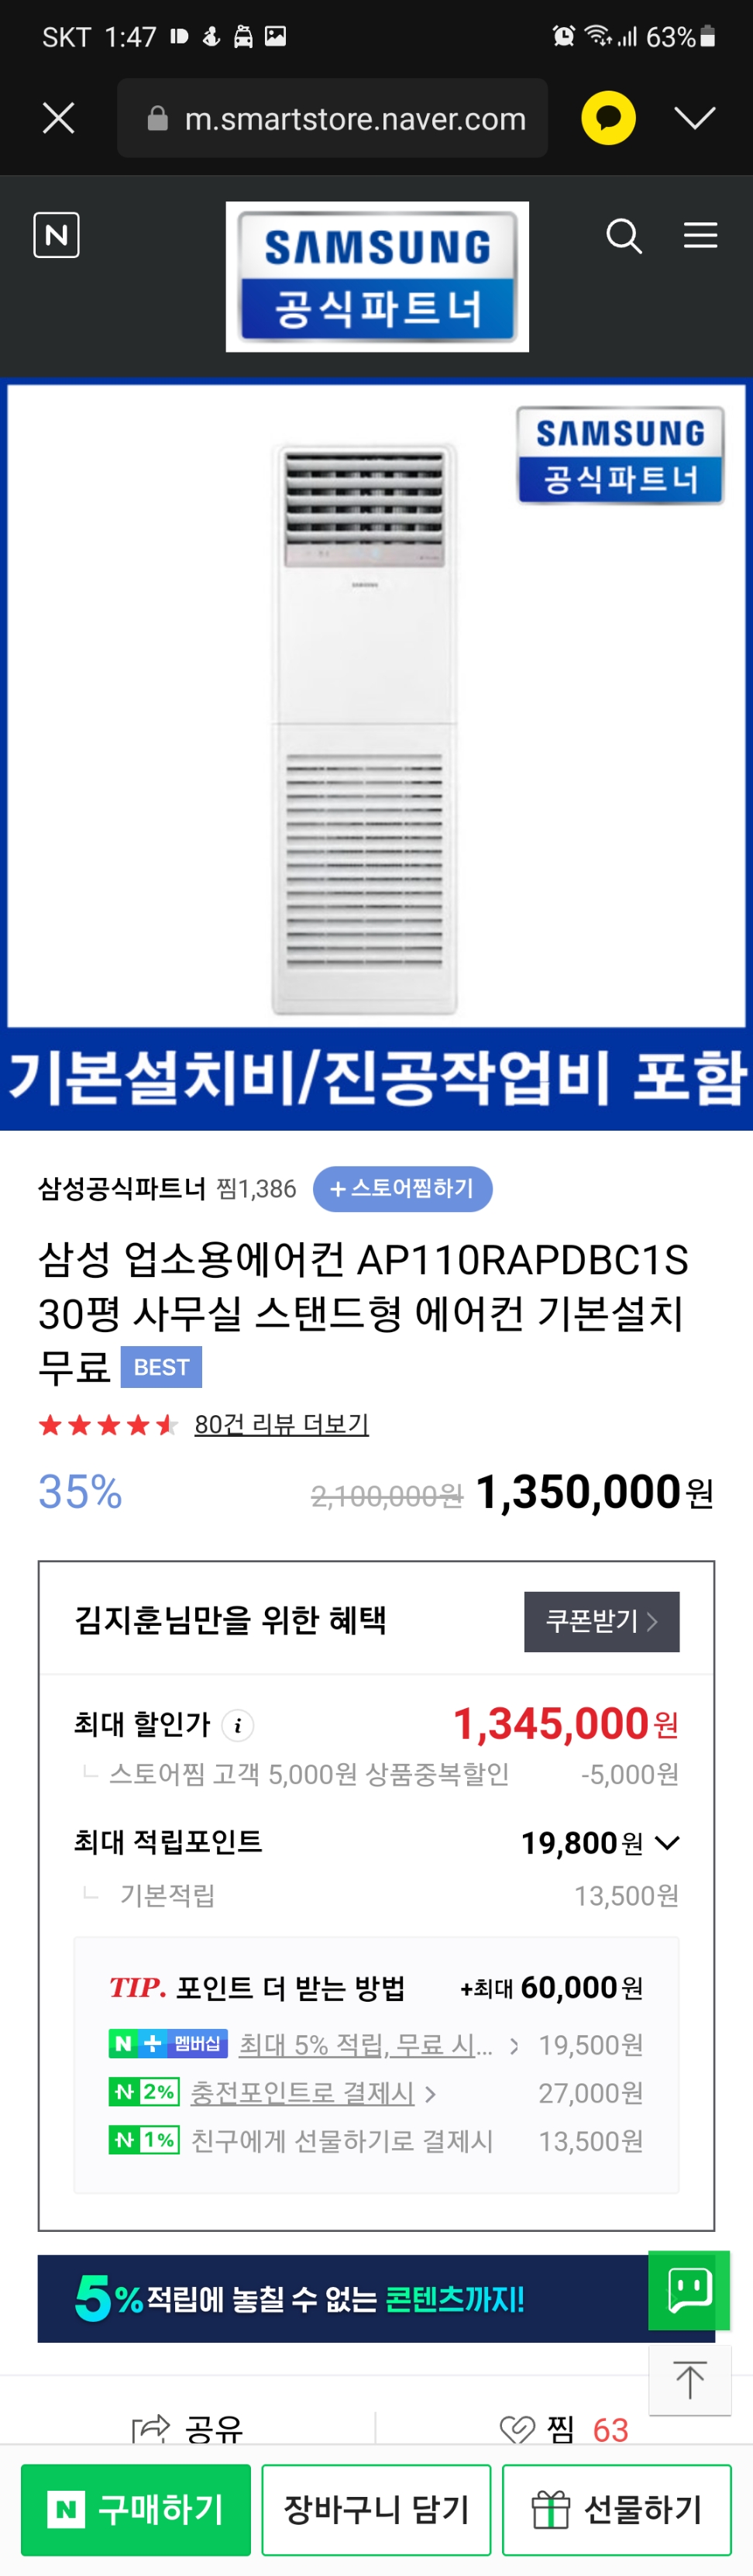 SKT 1:47 63%
m.smartstore.naver.com
N
SAMSUNG
공식파트너
SAMSUNG
공식파트너
SAMSUNG
기본설치비/진공작업비 포함
삼성공식파트너 찜1,386 + 스토어찜하기
삼성 업소용에어컨 AP110RAPDBC1S
30평 사무실 스탠드형 에어컨 기본설치
무료 BEST
80건 리뷰 더보기
35% 2,100,000원 1,350,000원
김지훈님만을 위한 혜택 쿠폰받기 >
최대 할인가 i 1,345,000원
스토어찜 고객 5,000원 상품중복할인 -5,000원
최대 적립포인트 19,800원
기본적립 13,500원
TIP. 포인트 더 받는 방법 +최대 60,000원
N + 멤버십 최대 5% 적립, 무료 시... > 19,500원
N 2% 충전포인트로 결제시 > 27,000원
N 1% 친구에게 선물하기로 결제시 13,500원
5%적립에 놓칠 수 없는 콘텐츠까지!
공유 찜 63
N 구매하기 장바구니 담기 선물하기